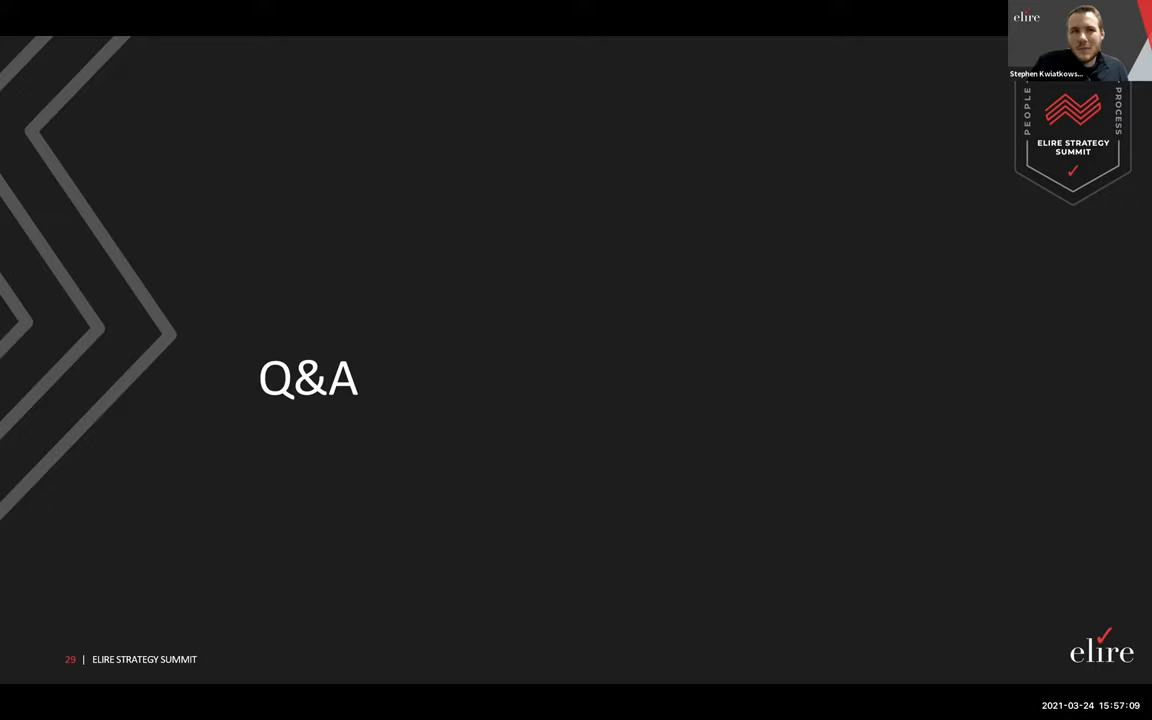 elire
Stephen Kwiatkows...
PEOPLE
PROCESS
ELIRE STRATEGY
SUMMIT
Q&A
29 | ELIRE STRATEGY SUMMIT
elire
2021-03-24 15:57:09